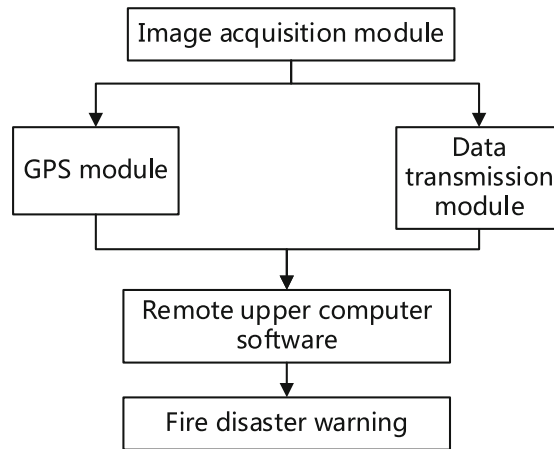 Image acquisition module
GPS module
Data
transmission
module
Remote upper computer
software
Fire disaster warning